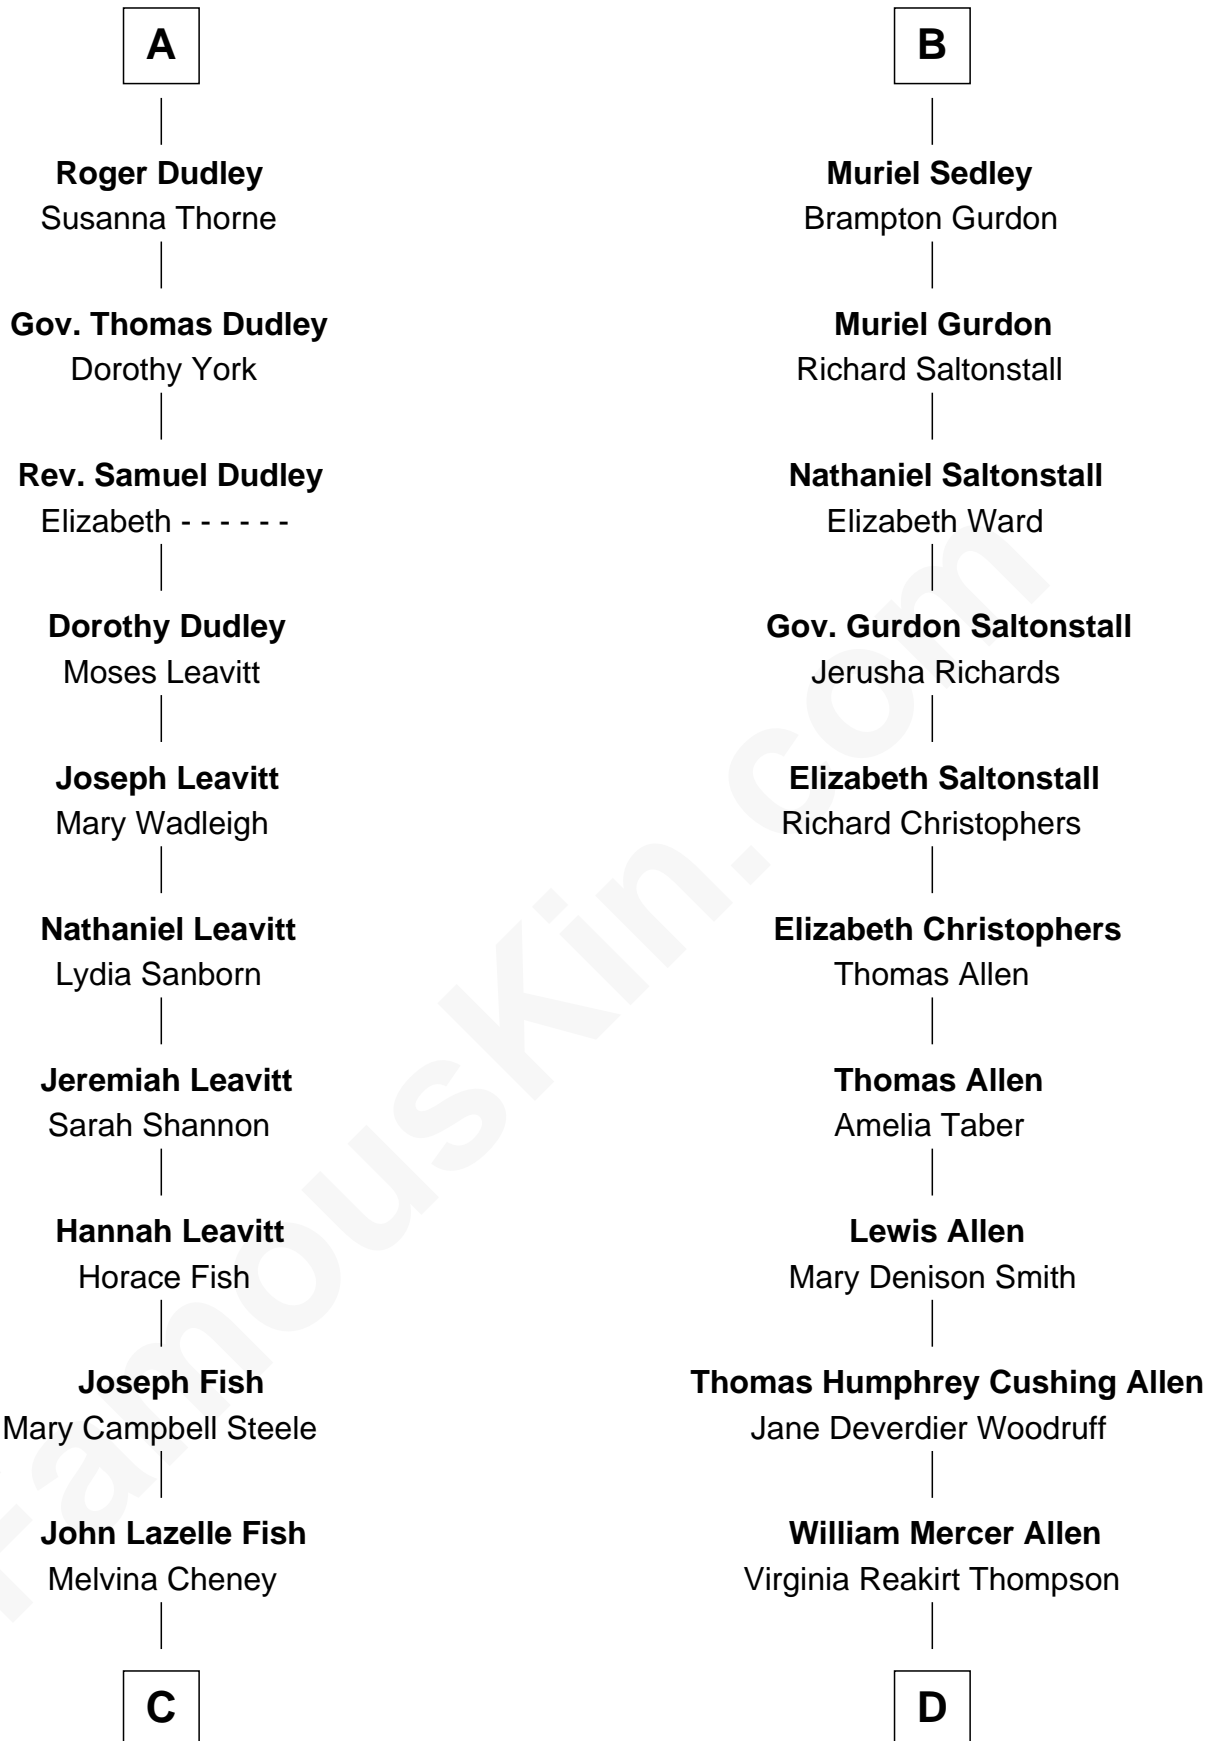 A
Roger Dudley
Susanna Thorne
Gov. Thomas Dudley
Dorothy York
Rev. Samuel Dudley
Elizabeth - - - - - -
Dorothy Dudley
Moses Leavitt
Joseph Leavitt
Mary Wadleigh
Nathaniel Leavitt
Lydia Sanborn
Jeremiah Leavitt
Sarah Shannon
Hannah Leavitt
Horace Fish
Joseph Fish
Mary Campbell Steele
John Lazelle Fish
Melvina Cheney
C
B
Muriel Sedley
Brampton Gurdon
Muriel Gurdon
Richard Saltonstall
Nathaniel Saltonstall
Elizabeth Ward
Gov. Gurdon Saltonstall
Jerusha Richards
Elizabeth Saltonstall
Richard Christophers
Elizabeth Christophers
Thomas Allen
Thomas Allen
Amelia Taber
Lewis Allen
Mary Denison Smith
Thomas Humphrey Cushing Allen
Jane Deverdier Woodruff
William Mercer Allen
Virginia Reakirt Thompson
D
FamousKin.com